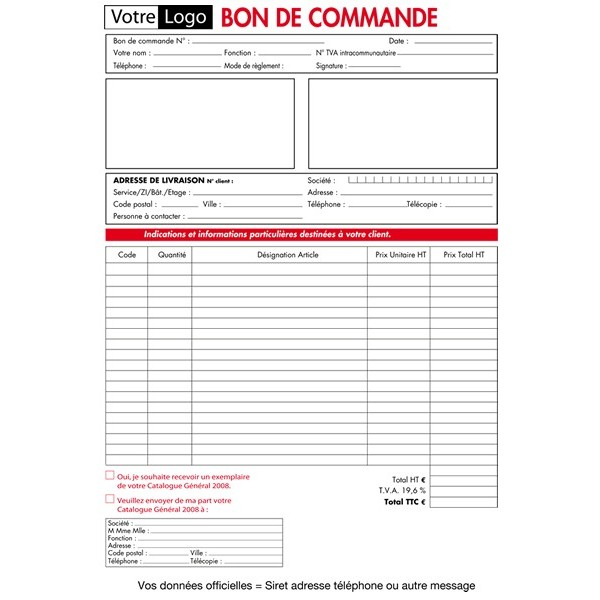 Votre Logo BON DE COMMANDE
Bon de commande N° : Date :
Votre nom : Fonction : N° TVA intracommunautaire
Téléphone : Mode de règlement : Signature :
ADRESSE DE LIVRAISON N° client : Société :
Service/ZI/Bât./Etage : Adresse :
Code postal : Ville : Téléphone : Télécopie :
Personne à contacter :
Indications et informations particulières destinées à votre client.
Code Quantité Désignation Article Prix Unitaire HT Prix Total HT
Oui, je souhaite recevoir un exemplaire
de votre Catalogue Général 2008.
Veuillez envoyer de ma part votre
Catalogue Général 2008 à :
Total HT €
T.V.A. 19,6 %
Total TTC €
Société :
M Mme Mlle :
Fonction :
Adresse :
Code postal : Ville :
Téléphone : Télécopie :
Vos données officielles = Siret adresse téléphone ou autre message